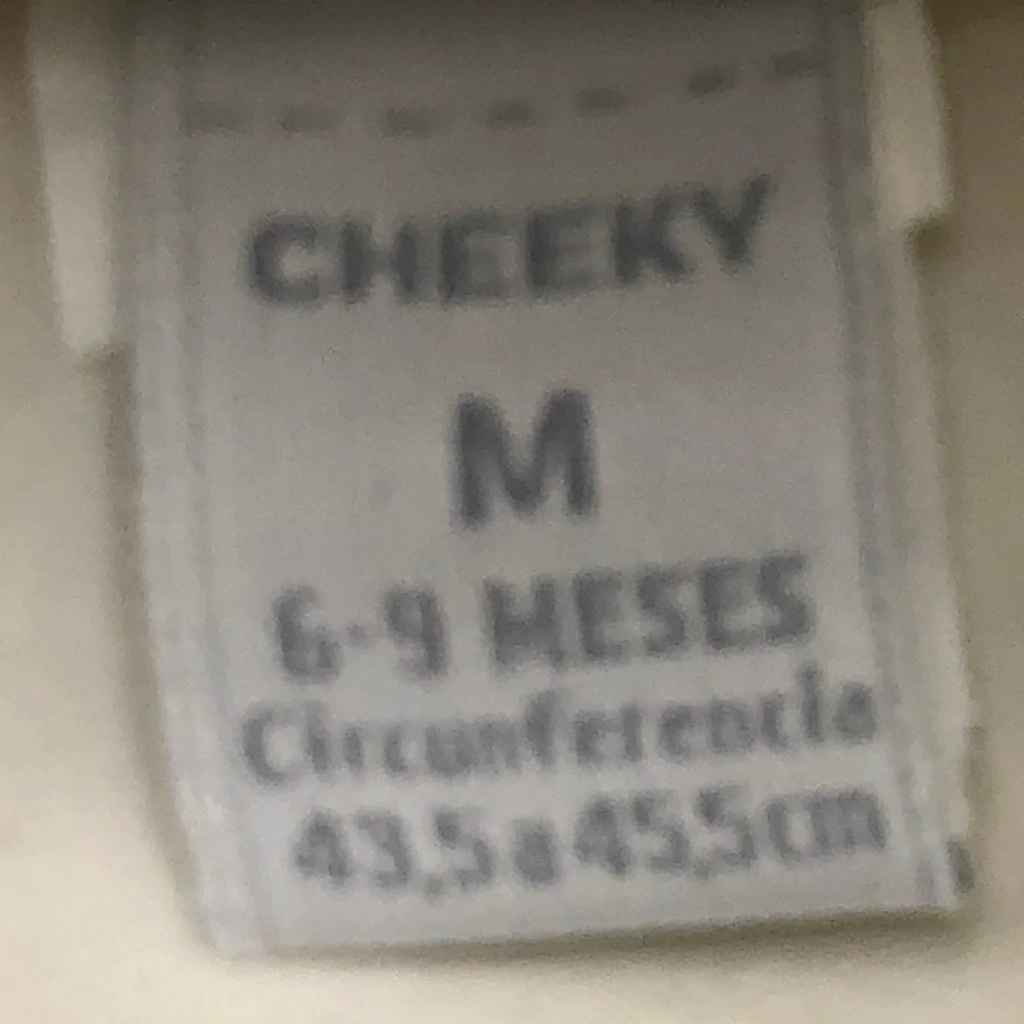 CHEEKY
M
6-9 MESES
Circunferencia
43,5 a 45,5cm